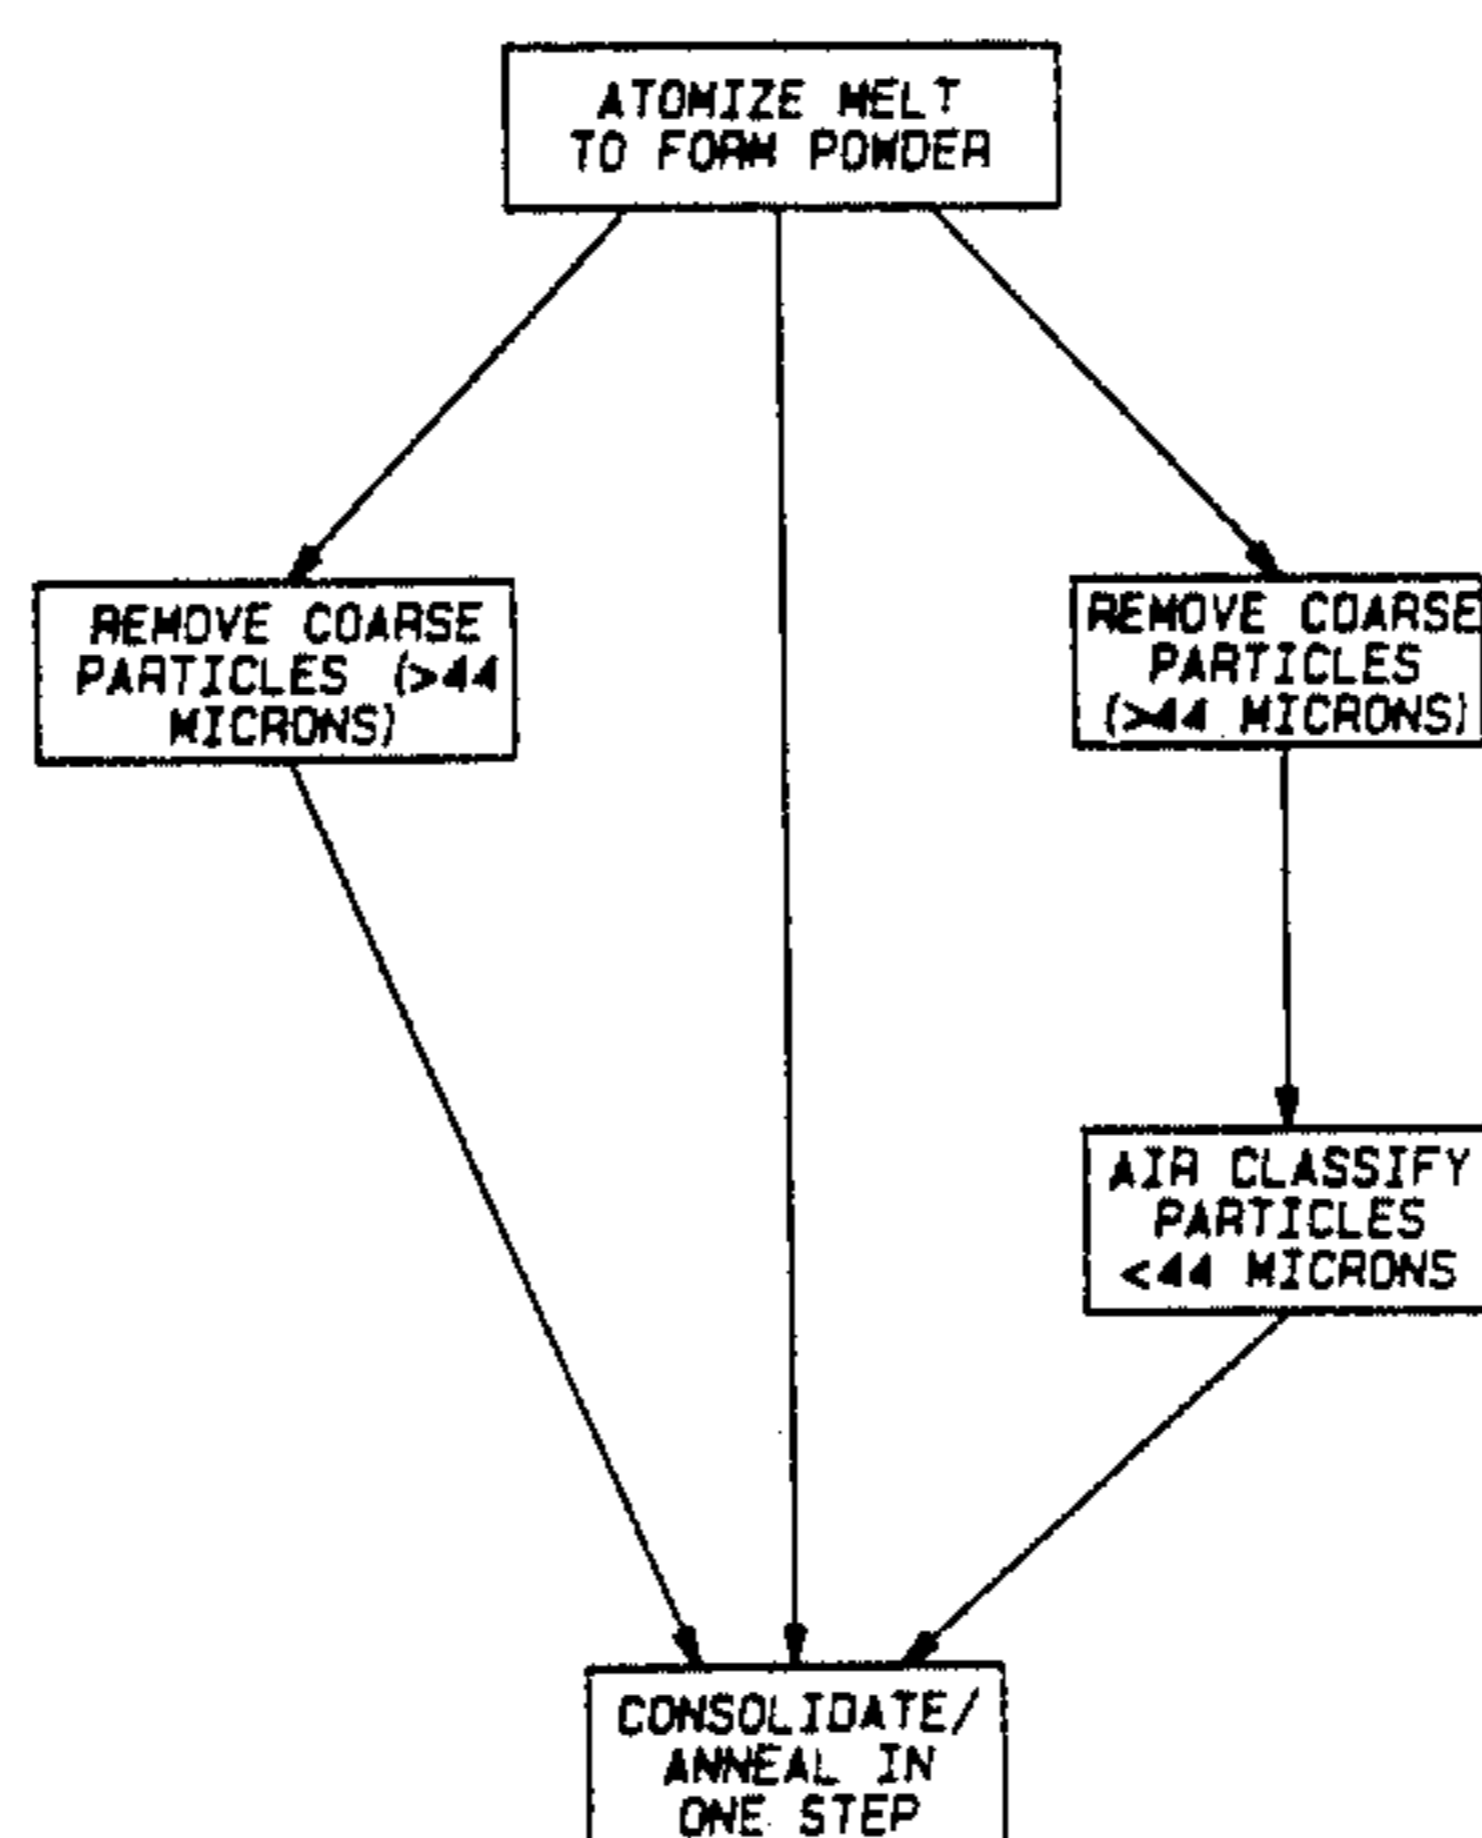 ATOMIZE MELT
TO FORM POWDER
REMOVE COARSE
PARTICLES (>44
MICRONS)
REMOVE COARSE
PARTICLES
(>44 MICRONS)
AIR CLASSIFY
PARTICLES
<44 MICRONS
CONSOLIDATE/
ANNEAL IN
ONE STEP